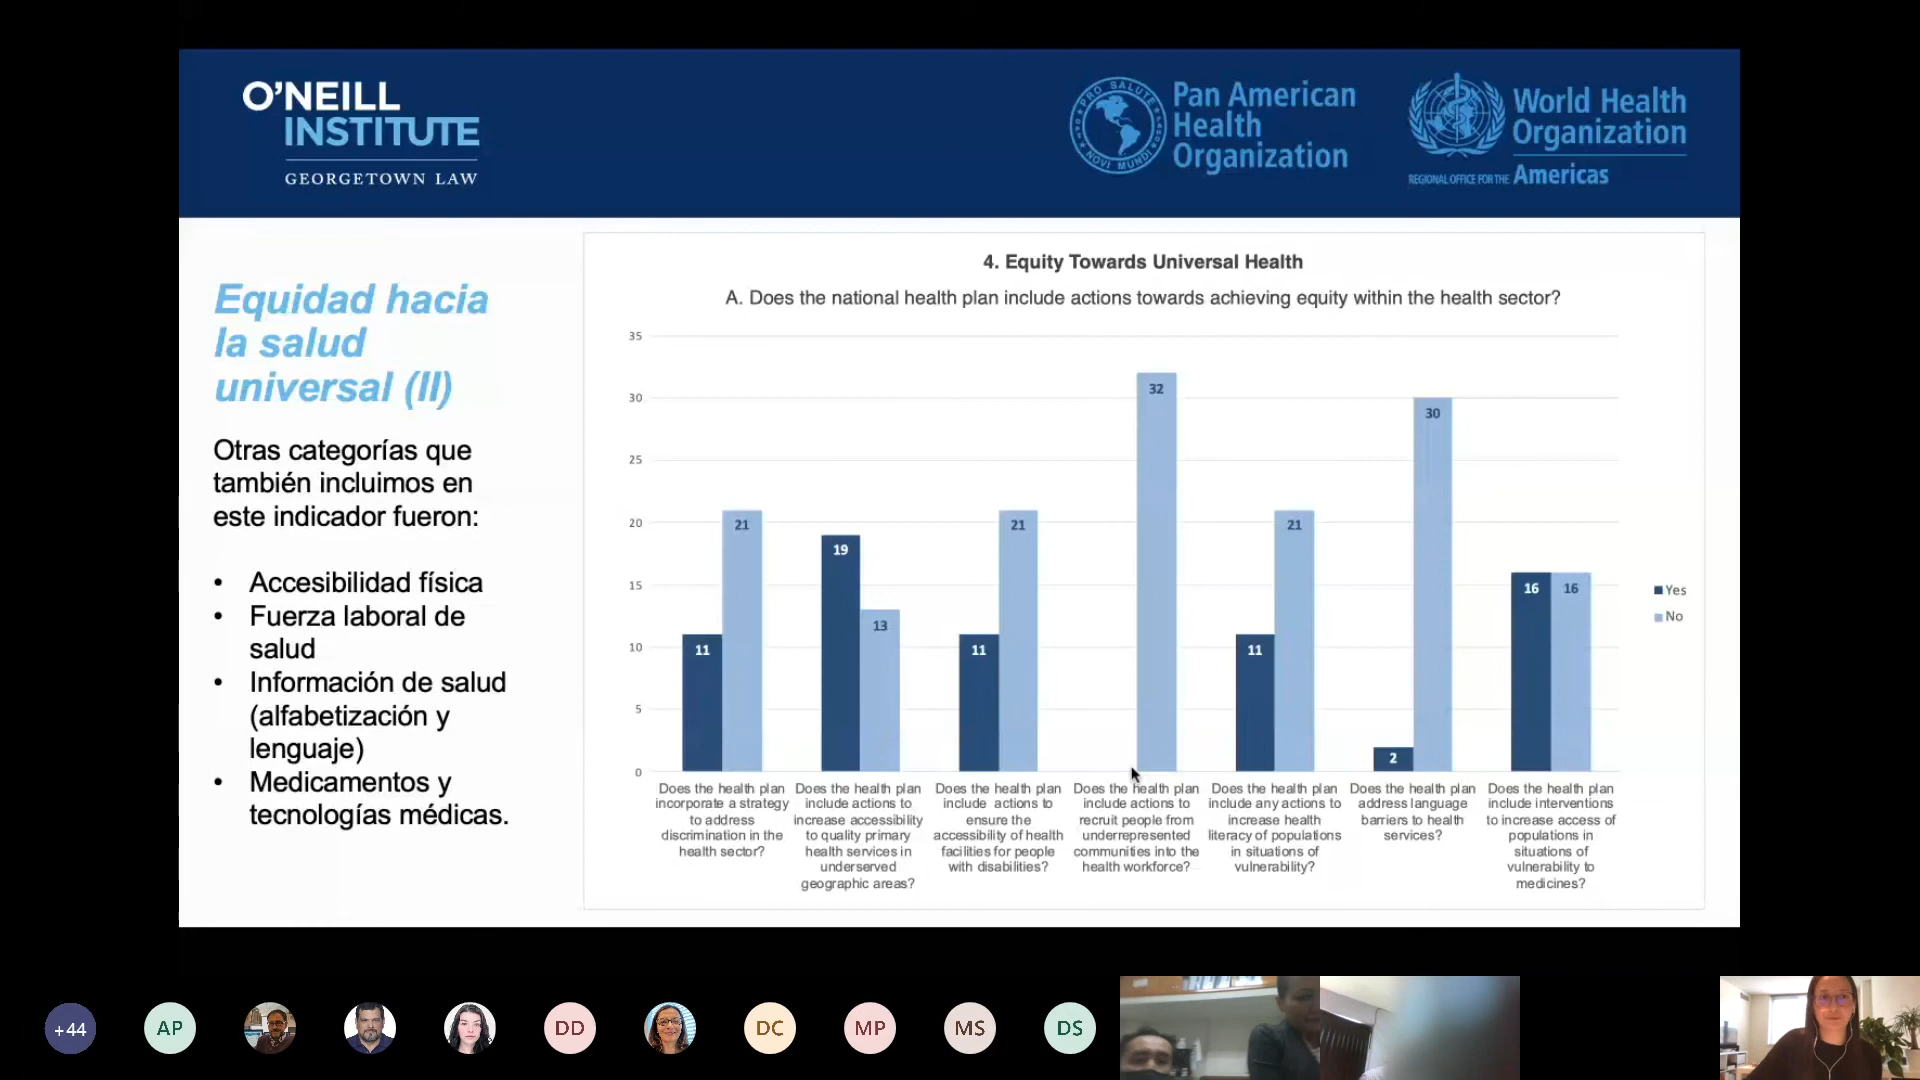 O'NEILL
INSTITUTE
GEORGETOWN LAW
PRO SALUTE
NOVI MUNDI
Pan American
Health
Organization
World Health
Organization
REGIONAL OFFICE FOR THE Americas
Equidad hacia
la salud
universal (II)
Otras categorías que
también incluimos en
este indicador fueron:
• Accesibilidad física
• Fuerza laboral de
salud
• Información de salud
(alfabetización y
lenguaje)
• Medicamentos y
tecnologías médicas.
4. Equity Towards Universal Health
A. Does the national health plan include actions towards achieving equity within the health sector?
35
30
25
20
15
10
5
0
11
21
19
13
11
21
32
11
21
2
30
16
16
Yes
No
Does the health plan
incorporate a strategy
to address
discrimination in the
health sector?
Does the health plan
include actions to
increase accessibility
to quality primary
health services in
underserved
geographic areas?
Does the health plan
include actions to
ensure the
accessibility of health
facilities for people
with disabilities?
Does the health plan
include actions to
recruit people from
underrepresented
communities into the
health workforce?
Does the health plan
include any actions to
increase health
literacy of populations
in situations of
vulnerability?
Does the health plan
address language
barriers to health
services?
Does the health plan
include interventions
to increase access of
populations in
situations of
vulnerability to
medicines?
+44
AP
DD
DC
MP
MS
DS